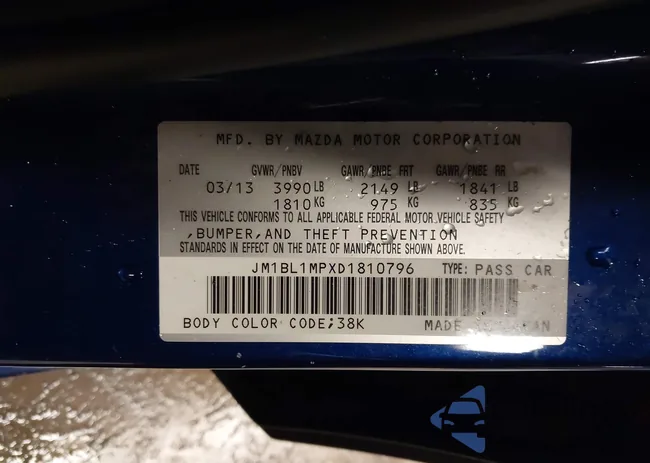 MFD. BY MAZDA MOTOR CORPORATION
DATE GVWR/PNBV GAWR/PNBE FRT GAWR/PNBE RR
03/13 3990 LB 2149 LB 1841 LB
1810 KG 975 KG 835 KG
THIS VEHICLE CONFORMS TO ALL APPLICABLE FEDERAL MOTOR VEHICLE SAFETY
,BUMPER,AND THEFT PREVENTION
STANDARDS IN EFFECT ON THE DATE OF MANUFACTURE SHOWN ABOVE.
JM1BL1MPXD1810796 TYPE: PASS CAR
BODY COLOR CODE;38K MADE